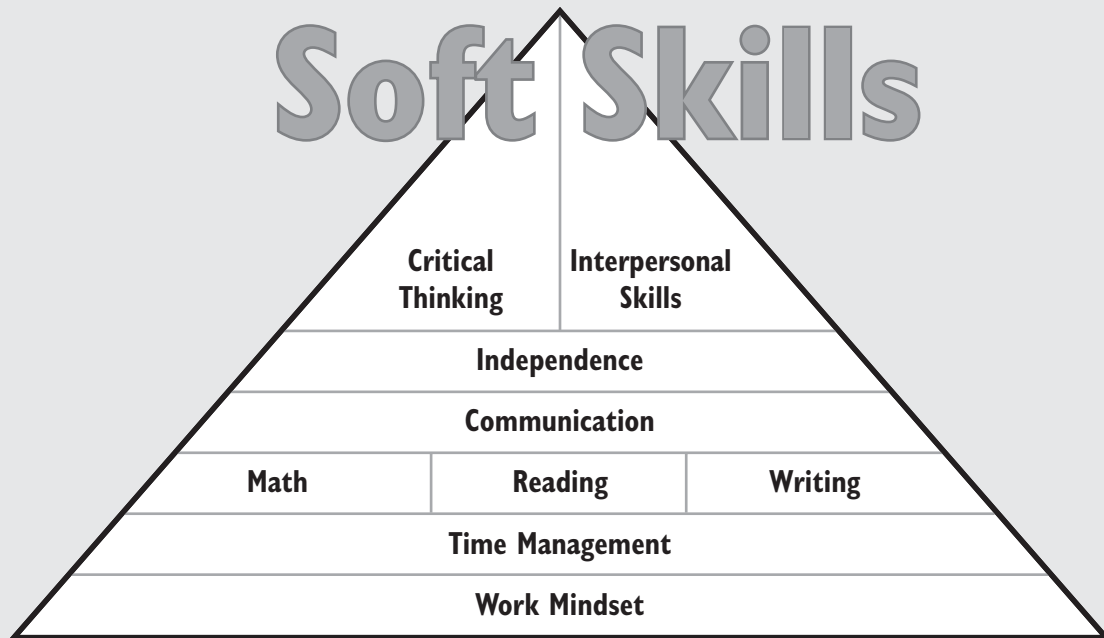 Soft Skills
Critical
Thinking
Interpersonal
Skills
Independence
Communication
Math
Reading
Writing
Time Management
Work Mindset